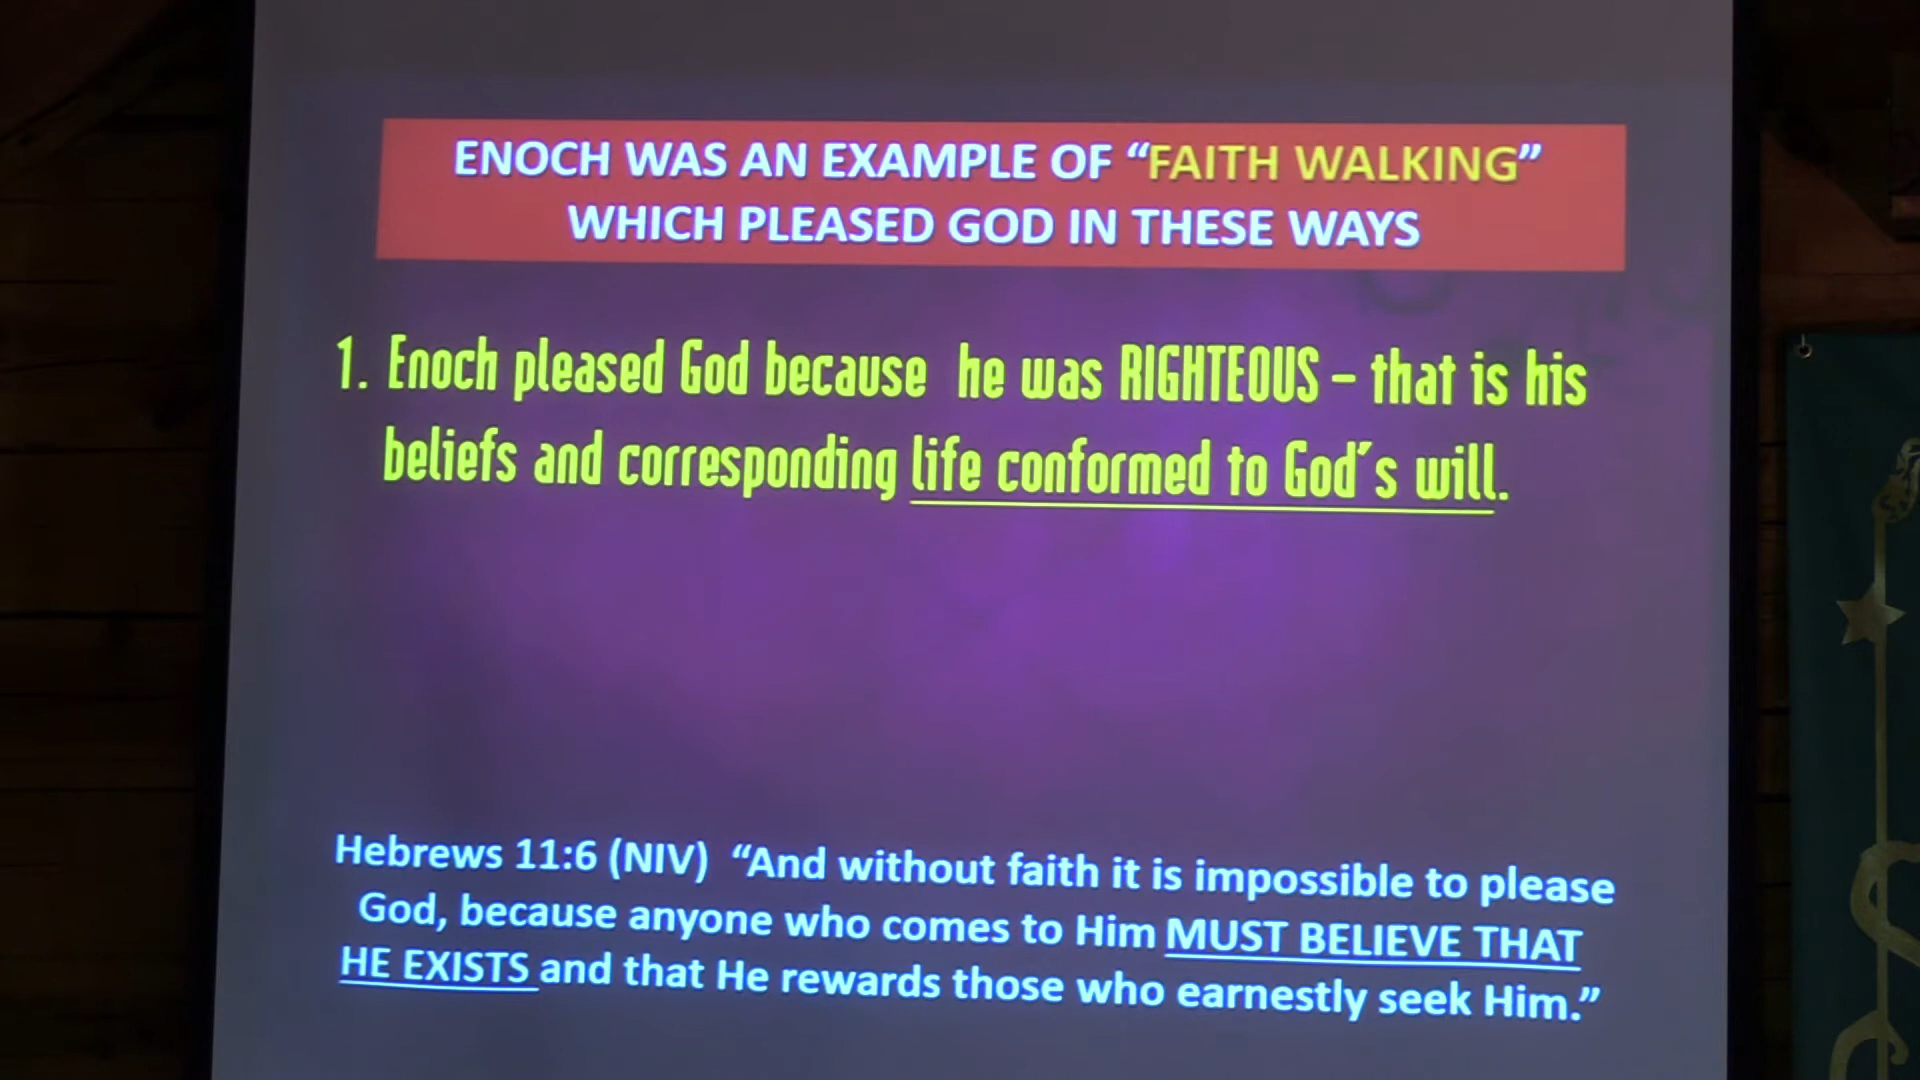 ENOCH WAS AN EXAMPLE OF “FAITH WALKING”
WHICH PLEASED GOD IN THESE WAYS
1. Enoch pleased God because he was RIGHTEOUS – that is his
beliefs and corresponding life conformed to God's will.
Hebrews 11:6 (NIV) “And without faith it is impossible to please
God, because anyone who comes to Him MUST BELIEVE THAT
HE EXISTS and that He rewards those who earnestly seek Him.”